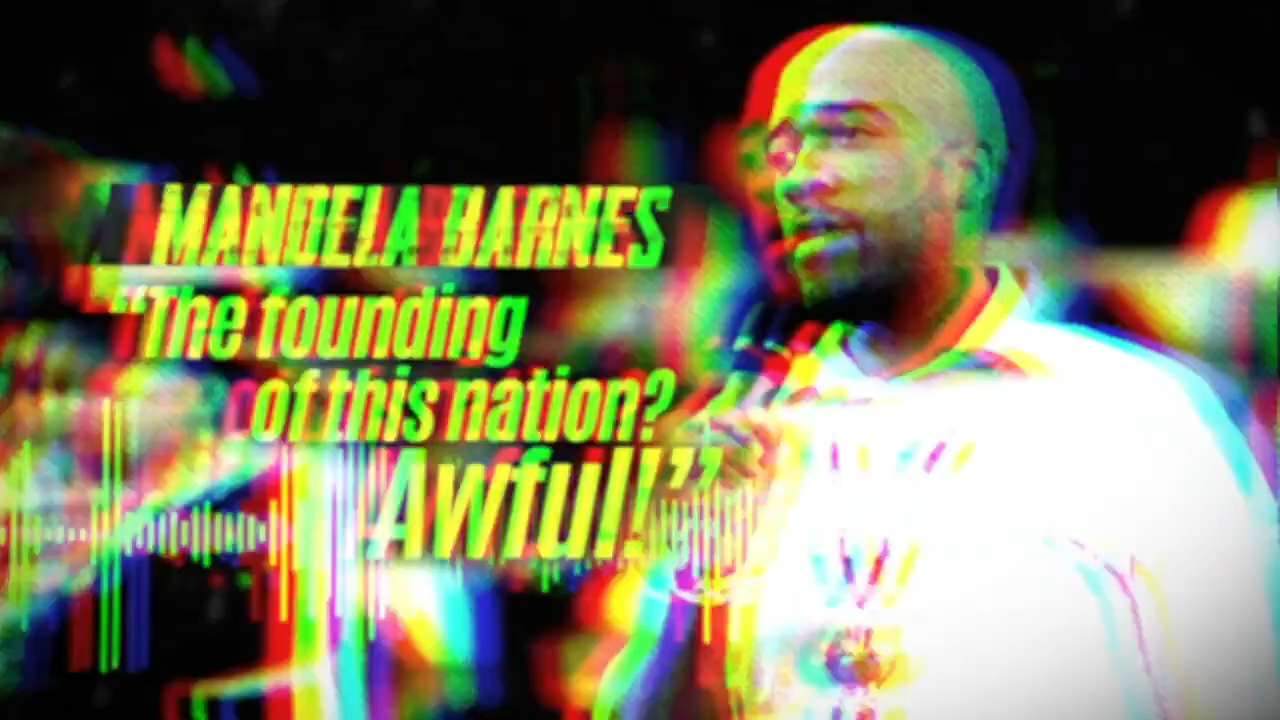 MANDELA BARNES
“The founding
of this nation?
Awful!”